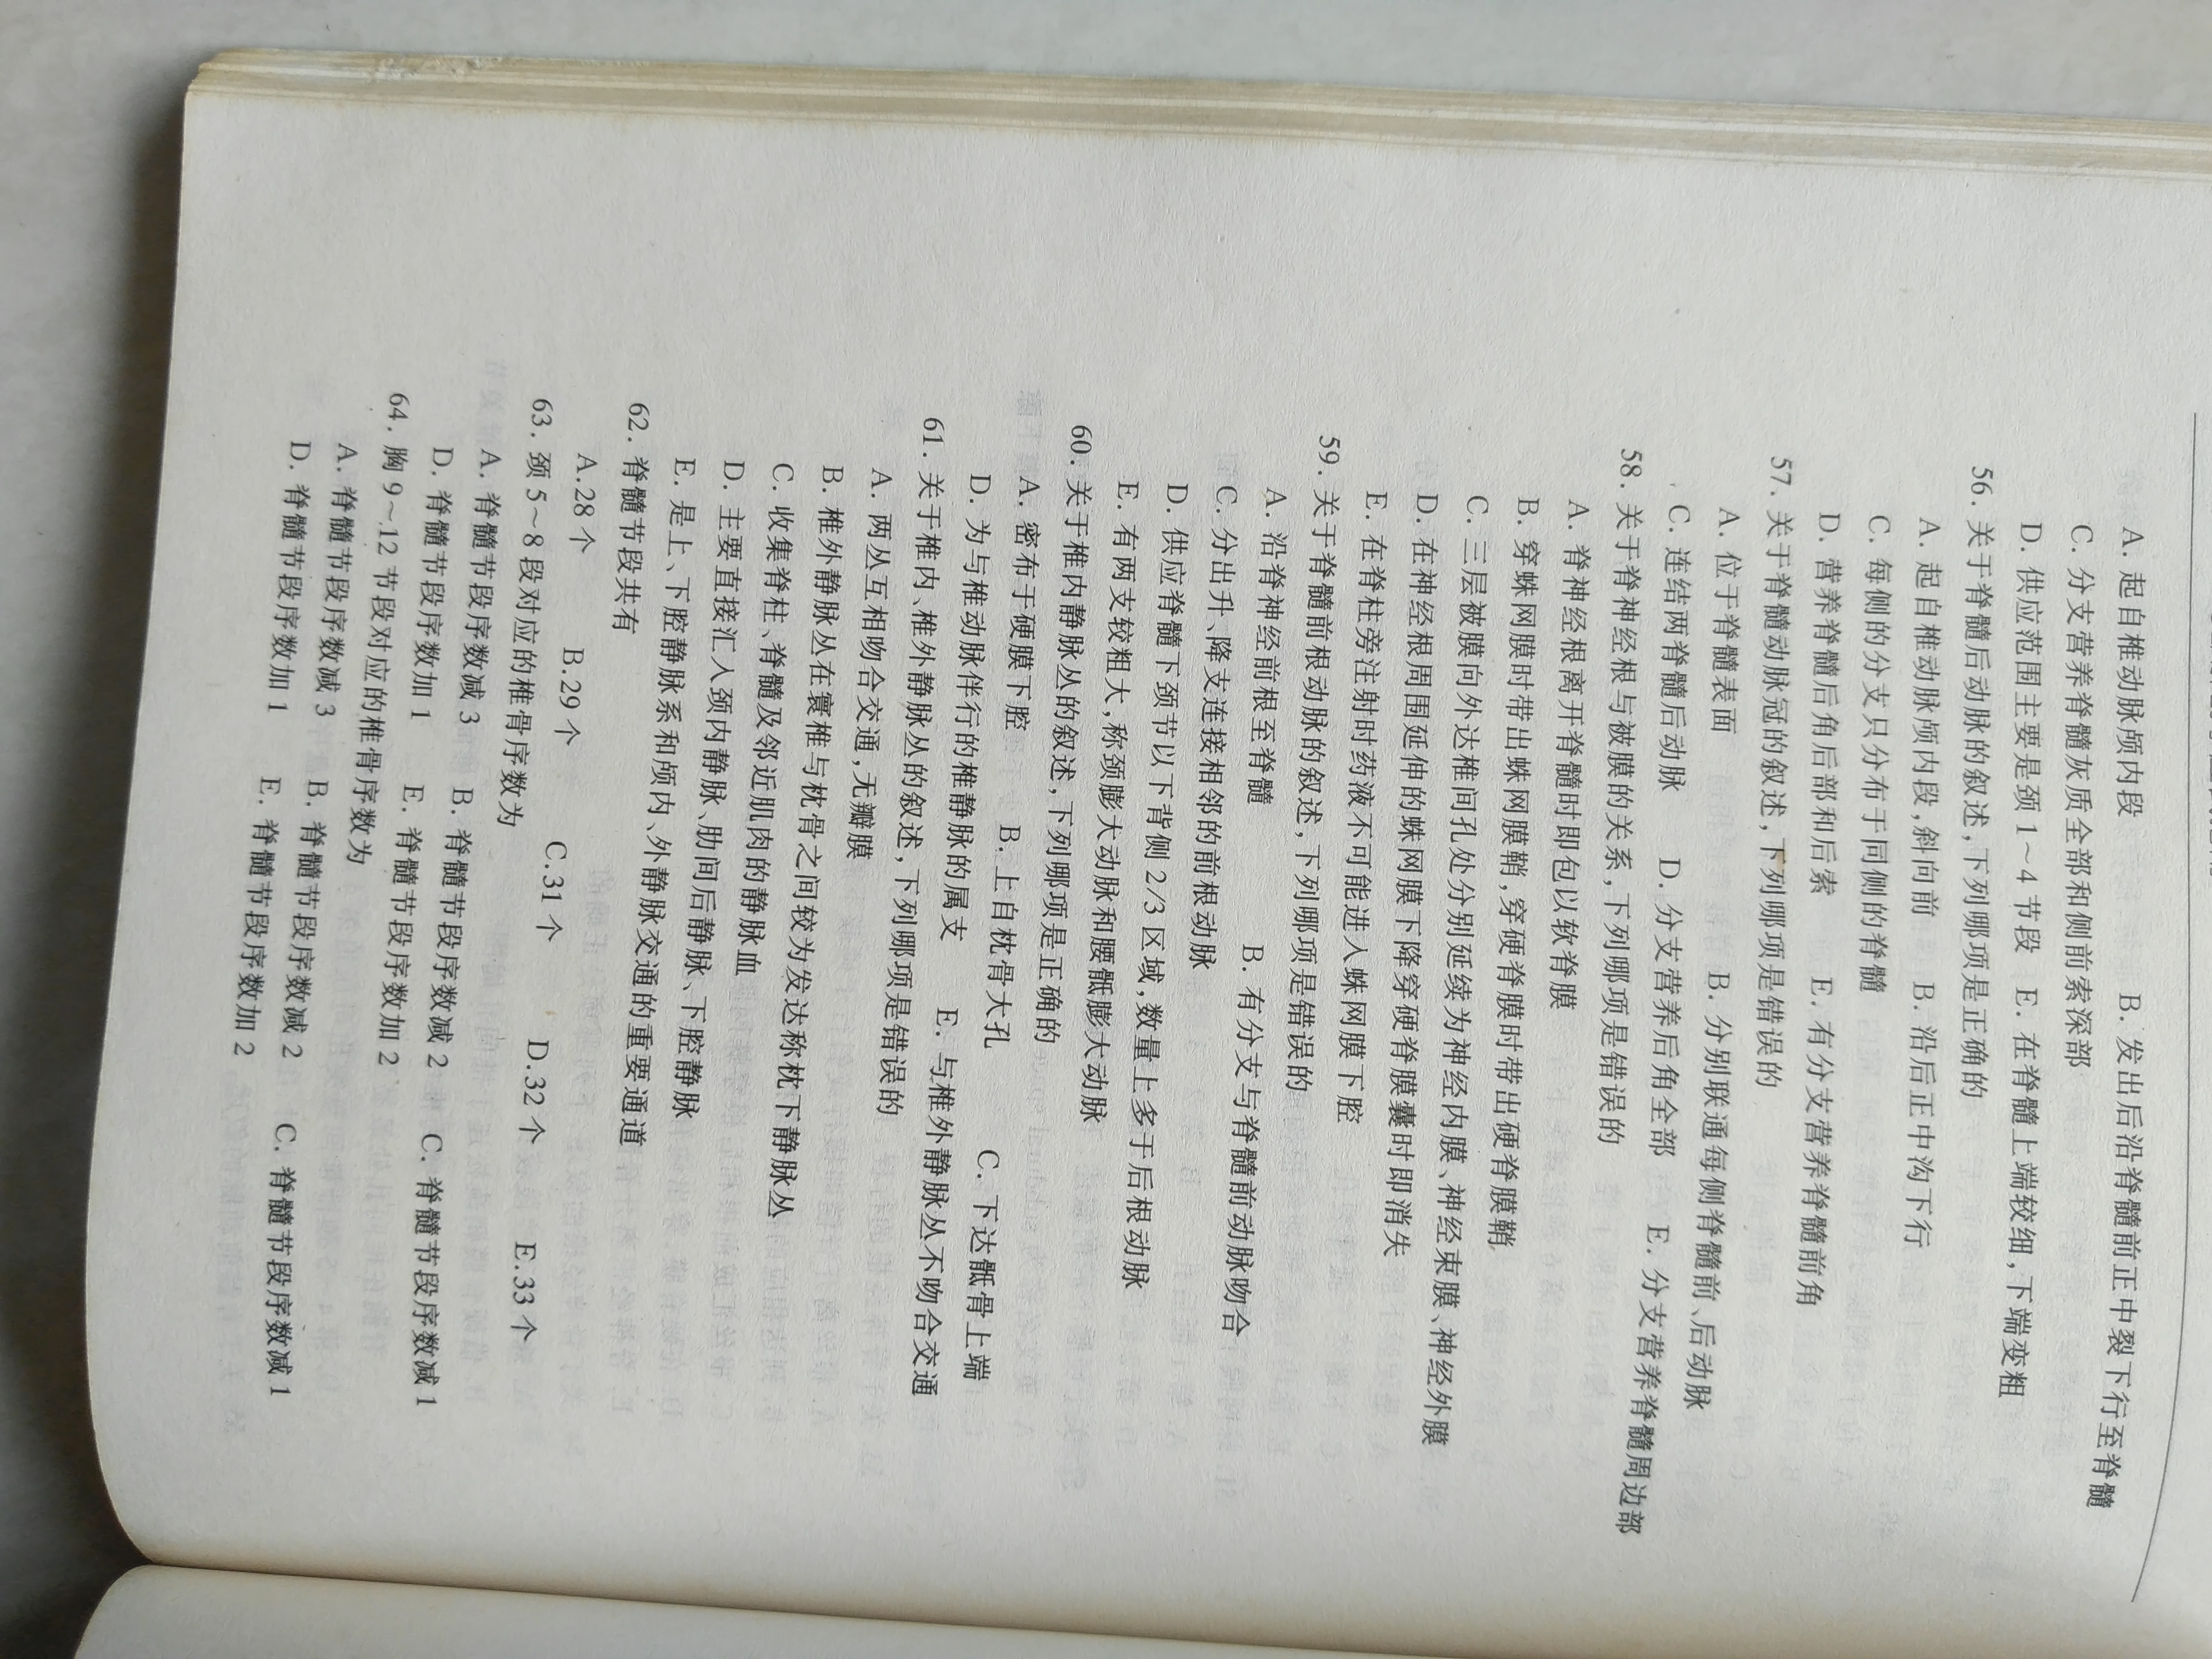 A. 起自椎动脉颅内段 B. 发出后沿脊髓前正中裂下行至脊髓
C. 分支营养脊髓灰质全部和侧前索深部
D. 供应范围主要是颈 1～4 节段 E. 在脊髓上端较细,下端变粗
56. 关于脊髓后动脉的叙述,下列哪项是正确的
A. 起自椎动脉颅内段,斜向前 B. 沿后正中沟下行
C. 每侧的分支只分布于同侧的脊髓
D. 营养脊髓后角后部和后索 E. 有分支营养脊髓前角
57. 关于脊髓动脉冠的叙述,下列哪项是错误的
A. 位于脊髓表面 B. 分别联通每侧脊髓前、后动脉
C. 连结两脊髓后动脉 D. 分支营养后角全部 E. 分支营养脊髓周边部
58. 关于脊神经根与被膜的关系,下列哪项是错误的
A. 脊神经根离开脊髓时即包以软脊膜
B. 穿蛛网膜时带出蛛网膜鞘,穿硬脊膜时带出硬脊膜鞘
C. 三层被膜向外达椎间孔处分别延续为神经内膜、神经束膜、神经外膜
D. 在神经根周围延伸的蛛网膜下隙穿硬脊膜囊时即消失
E. 在脊柱旁注射时药液不可能进入蛛网膜下腔
59. 关于脊髓前根动脉的叙述,下列哪项是错误的
A. 沿脊神经前根至脊髓 B. 有分支与脊髓前动脉吻合
C. 分出升、降支连接相邻的前根动脉
D. 供应脊髓下颈节以下背侧 2/3 区域,数量上多于后根动脉
E. 有两支较粗大,称颈膨大动脉和腰骶膨大动脉
60. 关于椎内静脉丛的叙述,下列哪项是正确的
A. 密布于硬膜下腔 B. 上自枕骨大孔 C. 下达骶骨上端
D. 为与椎动脉伴行的椎静脉的属支 E. 与椎外静脉丛不吻合交通
61. 关于椎内、椎外静脉丛的叙述,下列哪项是错误的
A. 两丛互相吻合交通,无瓣膜
B. 椎外静脉丛在寰椎与枕骨之间较为发达称枕下静脉丛
C. 收集脊柱、脊髓及邻近肌肉的静脉血
D. 主要直接汇入颈内静脉、肋间后静脉、下腔静脉
E. 是上、下腔静脉系和颅内、外静脉交通的重要通道
62. 脊髓节段共有
A.28 个 B.29 个 C.31 个 D.32 个 E.33 个
63. 颈 5～8 段对应的椎骨序数为
A. 脊髓节段序数减 3 B. 脊髓节段序数减 2 C. 脊髓节段序数减 1
D. 脊髓节段序数加 1 E. 脊髓节段序数加 2
64. 胸 9～12 节段对应的椎骨序数为
A. 脊髓节段序数减 3 B. 脊髓节段序数减 2 C. 脊髓节段序数减 1
D. 脊髓节段序数加 1 E. 脊髓节段序数加 2